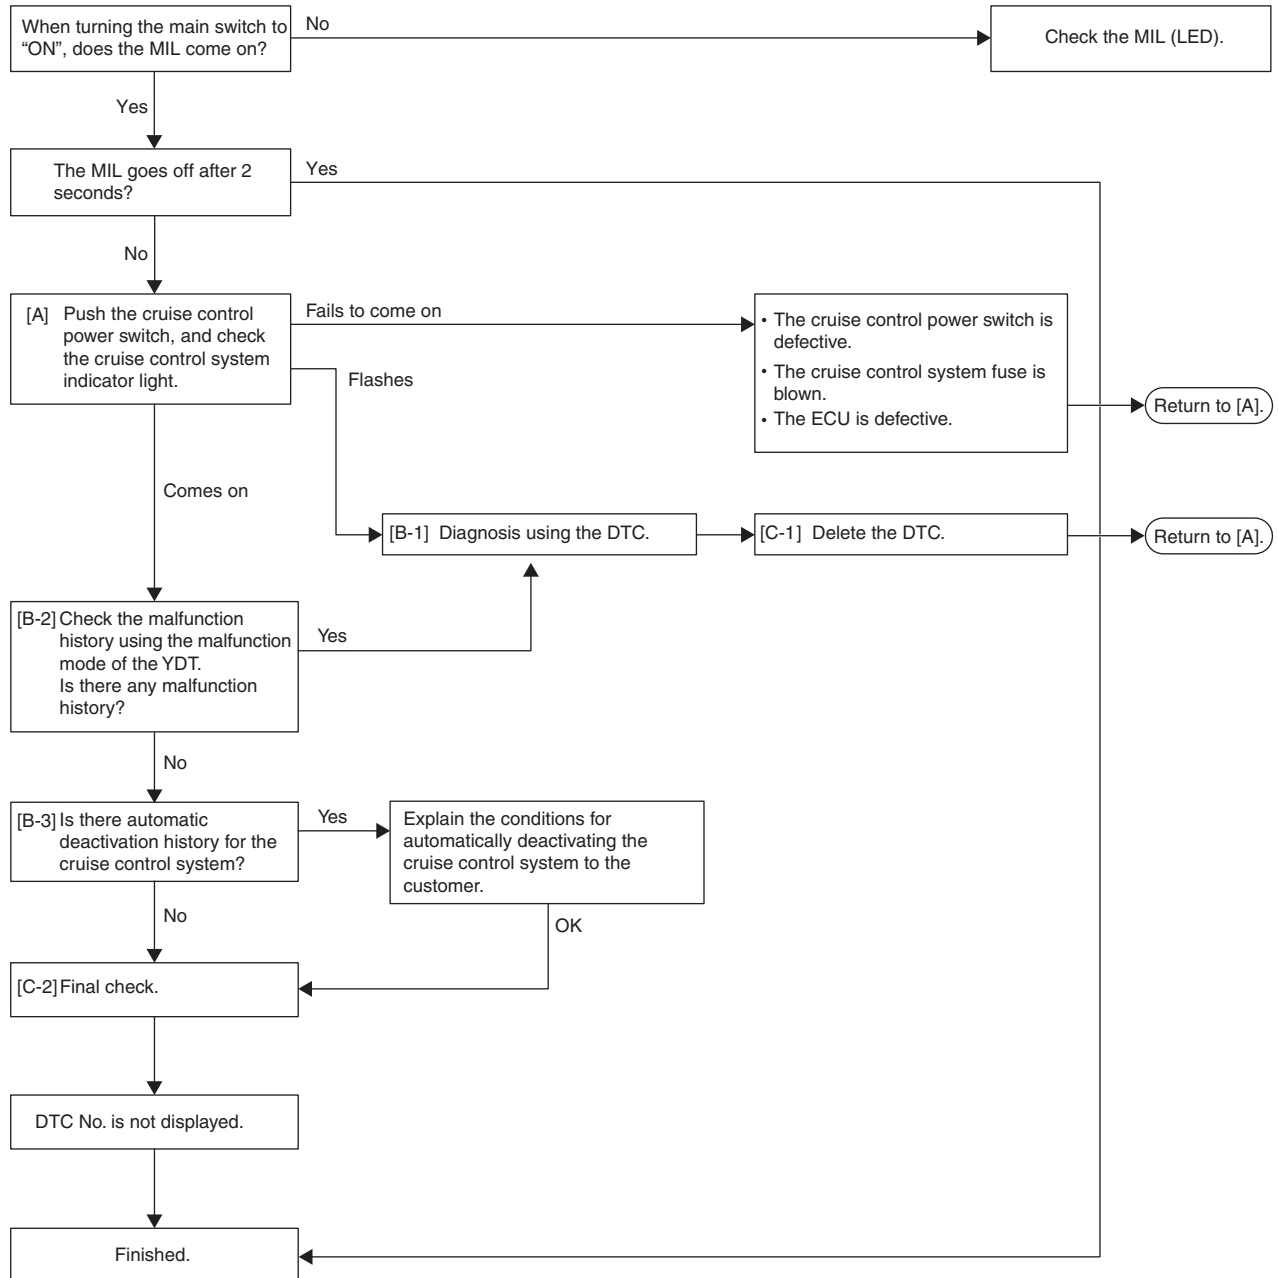 When turning the main switch to
“ON”, does the MIL come on?
No
Check the MIL (LED).
Yes
The MIL goes off after 2
seconds?
Yes
No
[A] Push the cruise control
power switch, and check
the cruise control system
indicator light.
Fails to come on
Flashes
• The cruise control power switch is
defective.
• The cruise control system fuse is
blown.
• The ECU is defective.
Return to [A].
Comes on
[B-1] Diagnosis using the DTC.
[C-1] Delete the DTC.
Return to [A].
[B-2] Check the malfunction
history using the malfunction
mode of the YDT.
Is there any malfunction
history?
Yes
No
[B-3] Is there automatic
deactivation history for the
cruise control system?
Yes
Explain the conditions for
automatically deactivating the
cruise control system to the
customer.
No
OK
[C-2] Final check.
DTC No. is not displayed.
Finished.